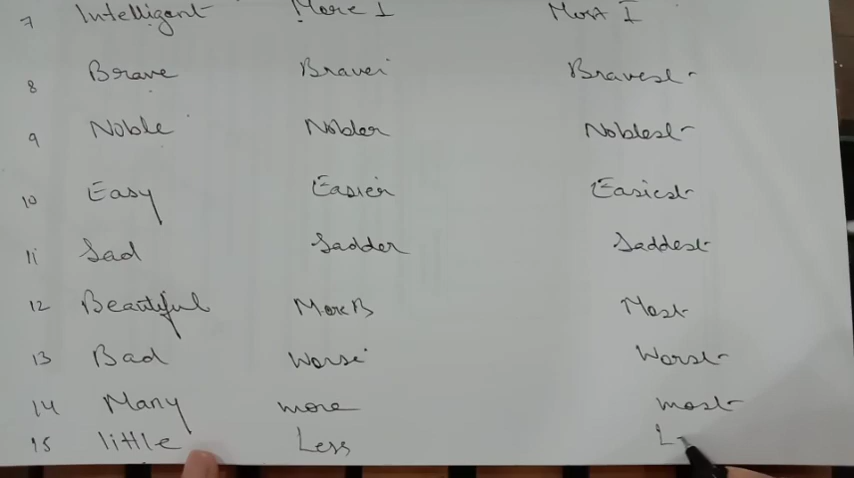 7 Intelligent More I Most I
8 Brave Braver Bravest
9 Noble Nobler Noblest
10 Easy Easier Easiest
11 Sad Sadder Saddest
12 Beautiful More B Most
13 Bad Worse Worst
14 Many more most
15 little Less L